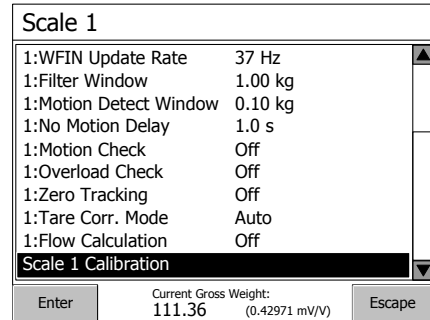 Scale 1
1:WFIN Update Rate 37 Hz
1:Filter Window 1.00 kg
1:Motion Detect Window 0.10 kg
1:No Motion Delay 1.0 s
1:Motion Check Off
1:Overload Check Off
1:Zero Tracking Off
1:Tare Corr. Mode Auto
1:Flow Calculation Off
Scale 1 Calibration
Enter
Current Gross Weight:
111.36 (0.42971 mV/V)
Escape